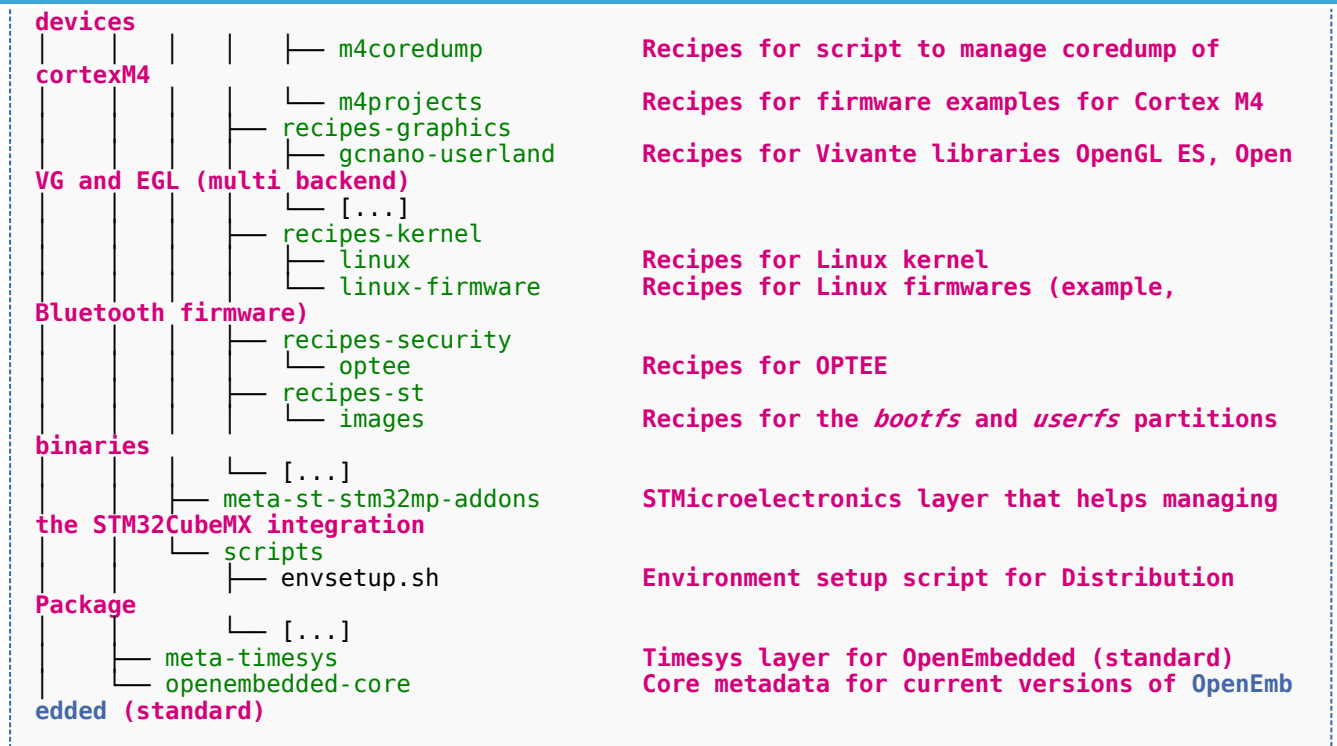 devices
│ │ │ │ ├── m4coredump Recipes for script to manage coredump of
cortexM4
│ │ │ │ └── m4projects Recipes for firmware examples for Cortex M4
│ │ │ ├── recipes-graphics
│ │ │ │ ├── gcnano-userland Recipes for Vivante libraries OpenGL ES, Open
VG and EGL (multi backend)
│ │ │ │ └── [...]
│ │ │ ├── recipes-kernel
│ │ │ │ ├── linux Recipes for Linux kernel
│ │ │ │ └── linux-firmware Recipes for Linux firmwares (example,
Bluetooth firmware)
│ │ │ ├── recipes-security
│ │ │ │ └── optee Recipes for OPTEE
│ │ │ ├── recipes-st
│ │ │ │ └── images Recipes for the bootfs and userfs partitions
binaries
│ │ │ └── [...]
│ │ ├── meta-st-stm32mp-addons STMicroelectronics layer that helps managing
the STM32CubeMX integration
│ │ └── scripts
│ │ ├── envsetup.sh Environment setup script for Distribution
Package
│ │ └── [...]
│ ├── meta-timesys Timesys layer for OpenEmbedded (standard)
│ └── openembedded-core Core metadata for current versions of OpenEmb
edded (standard)